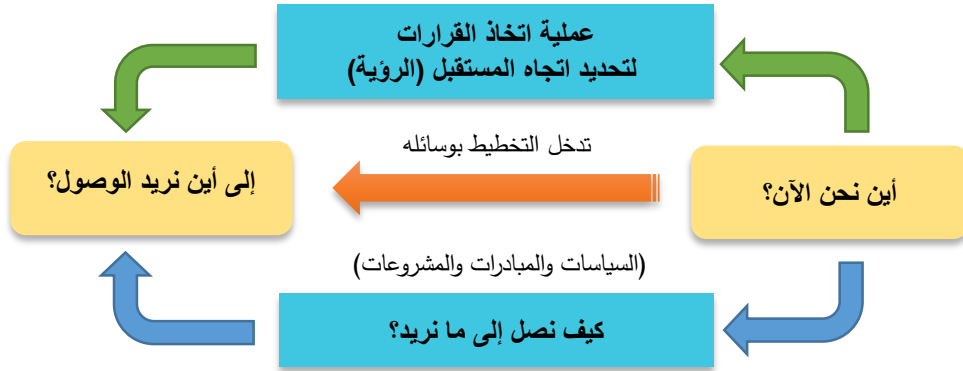 عملية اتخاذ القرارات
لتحديد اتجاه المستقبل (الرؤية)
أين نحن الآن؟
تدخل التخطيط بوسائله
إلى أين نريد الوصول؟
(السياسات والمبادرات والمشروعات)
كيف نصل إلى ما نريد؟